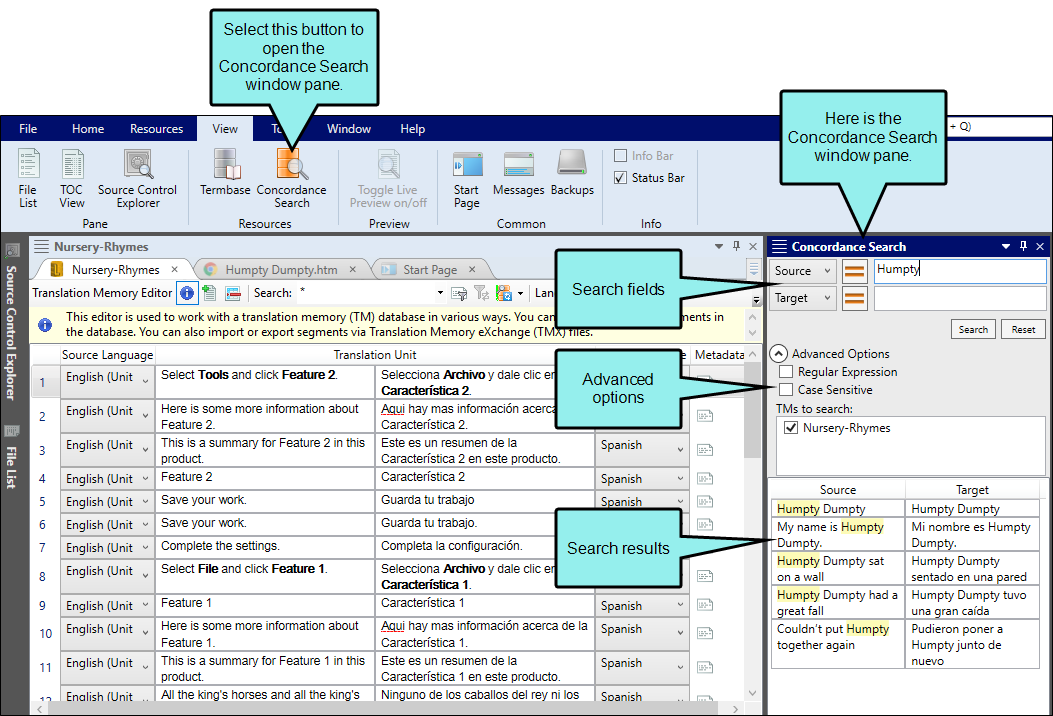 Select this button to
open the
Concordance Search
window pane.
Here is the
Concordance Search
window pane.
File Home Resources View Window Help + Q)
File List
TOC View
Source Control Explorer
Pane
Termbase
Concordance Search
Resources
Toggle Live Preview on/off
Preview
Start Page
Messages
Backups
Common
Info Bar
Status Bar
Info
Source Control Explorer
File List
Nursery-Rhymes
Nursery-Rhymes Humpty Dumpty.htm Start Page
Translation Memory Editor Search: *
This editor is used to work with a translation memory (TM) database in various ways. You can
the database. You can also import or export segments via Translation Memory eXchange (TMX) files.
Source Language Translation Unit Metadata
1 English (Unit Select Tools and click Feature 2. Selecciona Archivo y dale clic en
Característica 2.
2 English (Unit Here is some more information about Aqui hay mas información acerca
Feature 2. Característica 2.
3 English (Unit This is a summary for Feature 2 in this Este es un resumen de la Spanish
product. Característica 2 en este producto.
4 English (Unit Feature 2 Característica 2 Spanish
5 English (Unit Save your work. Guarda tu trabajo Spanish
6 English (Unit Save your work. Guarda tu trabajo.
7 English (Unit Complete the settings. Completa la configuración.
8 English (Unit Select File and click Feature 1. Selecciona Archivo y dale clic en
Característica 1.
9 English (Unit Feature 1 Característica 1 Spanish
10 English (Unit Here is some more information about Aqui hay mas información acerca de la Spanish
Feature 1. Característica 1.
11 English (Unit This is a summary for Feature 1 in this Este es un resumen de la Spanish
product. Característica 1 en este producto.
12 English (Unit All the king's horses and all the king's Ninguno de los caballos del rey ni los Spanish
Search fields
Advanced
options
Search results
Concordance Search
Source Humpty
Target
Search Reset
Advanced Options
Regular Expression
Case Sensitive
TMs to search:
Nursery-Rhymes
Source Target
Humpty Dumpty Humpty Dumpty
My name is Humpty Mi nombre es Humpty
Dumpty. Dumpty.
Humpty Dumpty sat Humpty Dumpty
on a wall sentado en una pared
Humpty Dumpty had a Humpty Dumpty tuvo
great fall una gran caída
Couldn't put Humpty Pudieron poner a
together again Humpty junto de
nuevo